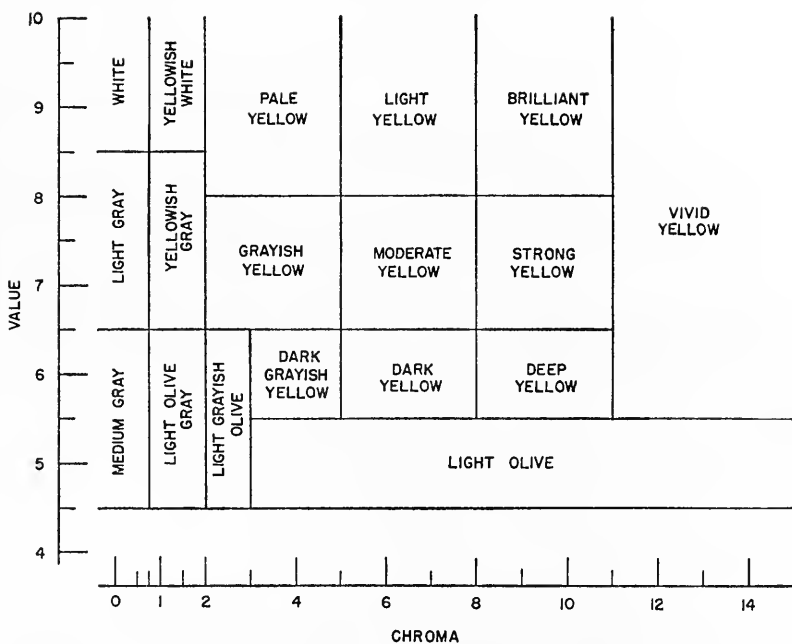 10
9
8
7
6
5
4
VALUE
WHITE
YELLOWISH
WHITE
PALE
YELLOW
LIGHT
YELLOW
BRILLIANT
YELLOW
VIVID
YELLOW
LIGHT GRAY
YELLOWISH
GRAY
GRAYISH
YELLOW
MODERATE
YELLOW
STRONG
YELLOW
MEDIUM GRAY
LIGHT OLIVE
GRAY
LIGHT GRAYISH
OLIVE
DARK
GRAYISH
YELLOW
DARK
YELLOW
DEEP
YELLOW
LIGHT OLIVE
0 1 2 4 6 8 10 12 14
CHROMA